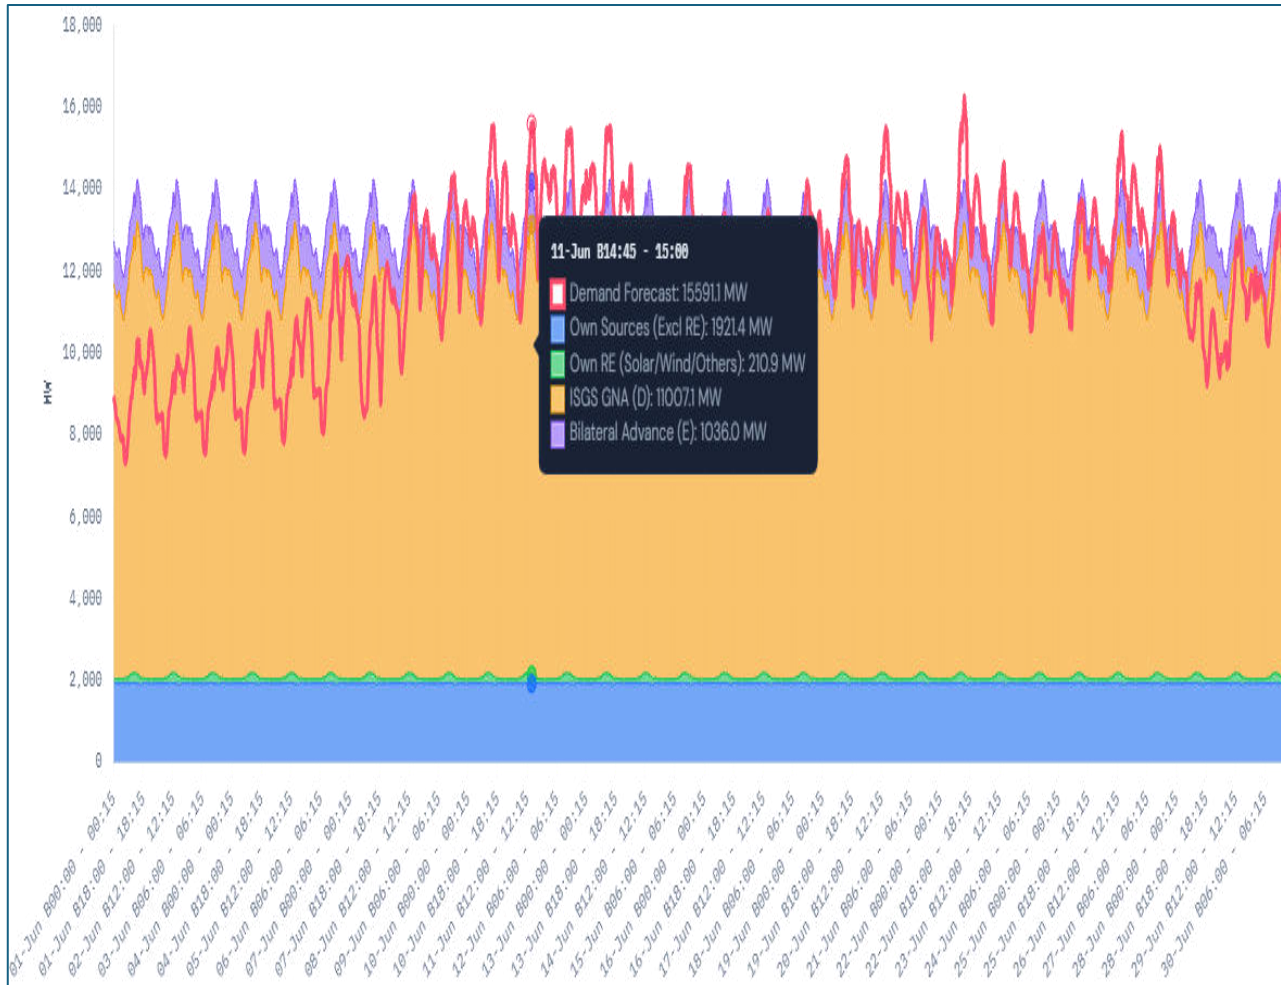 18,000
16,000
14,000
12,000
10,000
8,000
6,000
4,000
2,000
0
MW
11-Jun B14:45 - 15:00
Demand Forecast: 15591.1 MW
Own Sources (Excl RE): 1921.4 MW
Own RE (Solar/Wind/Others): 210.9 MW
ISGS GNA (D): 11007.1 MW
Bilateral Advance (E): 1036.0 MW
01-Jun B00:00 - 00:15
01-Jun B18:00 - 18:15
02-Jun B12:00 - 12:15
03-Jun B06:00 - 06:15
04-Jun B00:00 - 00:15
04-Jun B18:00 - 18:15
05-Jun B12:00 - 12:15
06-Jun B06:00 - 06:15
07-Jun B00:00 - 00:15
07-Jun B18:00 - 18:15
08-Jun B12:00 - 12:15
09-Jun B06:00 - 06:15
10-Jun B00:00 - 00:15
10-Jun B18:00 - 18:15
11-Jun B12:00 - 12:15
12-Jun B06:00 - 06:15
13-Jun B00:00 - 00:15
13-Jun B18:00 - 18:15
14-Jun B12:00 - 12:15
15-Jun B06:00 - 06:15
16-Jun B00:00 - 00:15
16-Jun B18:00 - 18:15
17-Jun B12:00 - 12:15
18-Jun B06:00 - 06:15
19-Jun B00:00 - 00:15
19-Jun B18:00 - 18:15
20-Jun B12:00 - 12:15
21-Jun B06:00 - 06:15
22-Jun B00:00 - 00:15
22-Jun B18:00 - 18:15
23-Jun B12:00 - 12:15
24-Jun B06:00 - 06:15
25-Jun B00:00 - 00:15
25-Jun B18:00 - 18:15
26-Jun B12:00 - 12:15
27-Jun B06:00 - 06:15
28-Jun B00:00 - 00:15
28-Jun B18:00 - 18:15
29-Jun B12:00 - 12:15
30-Jun B06:00 - 06:15